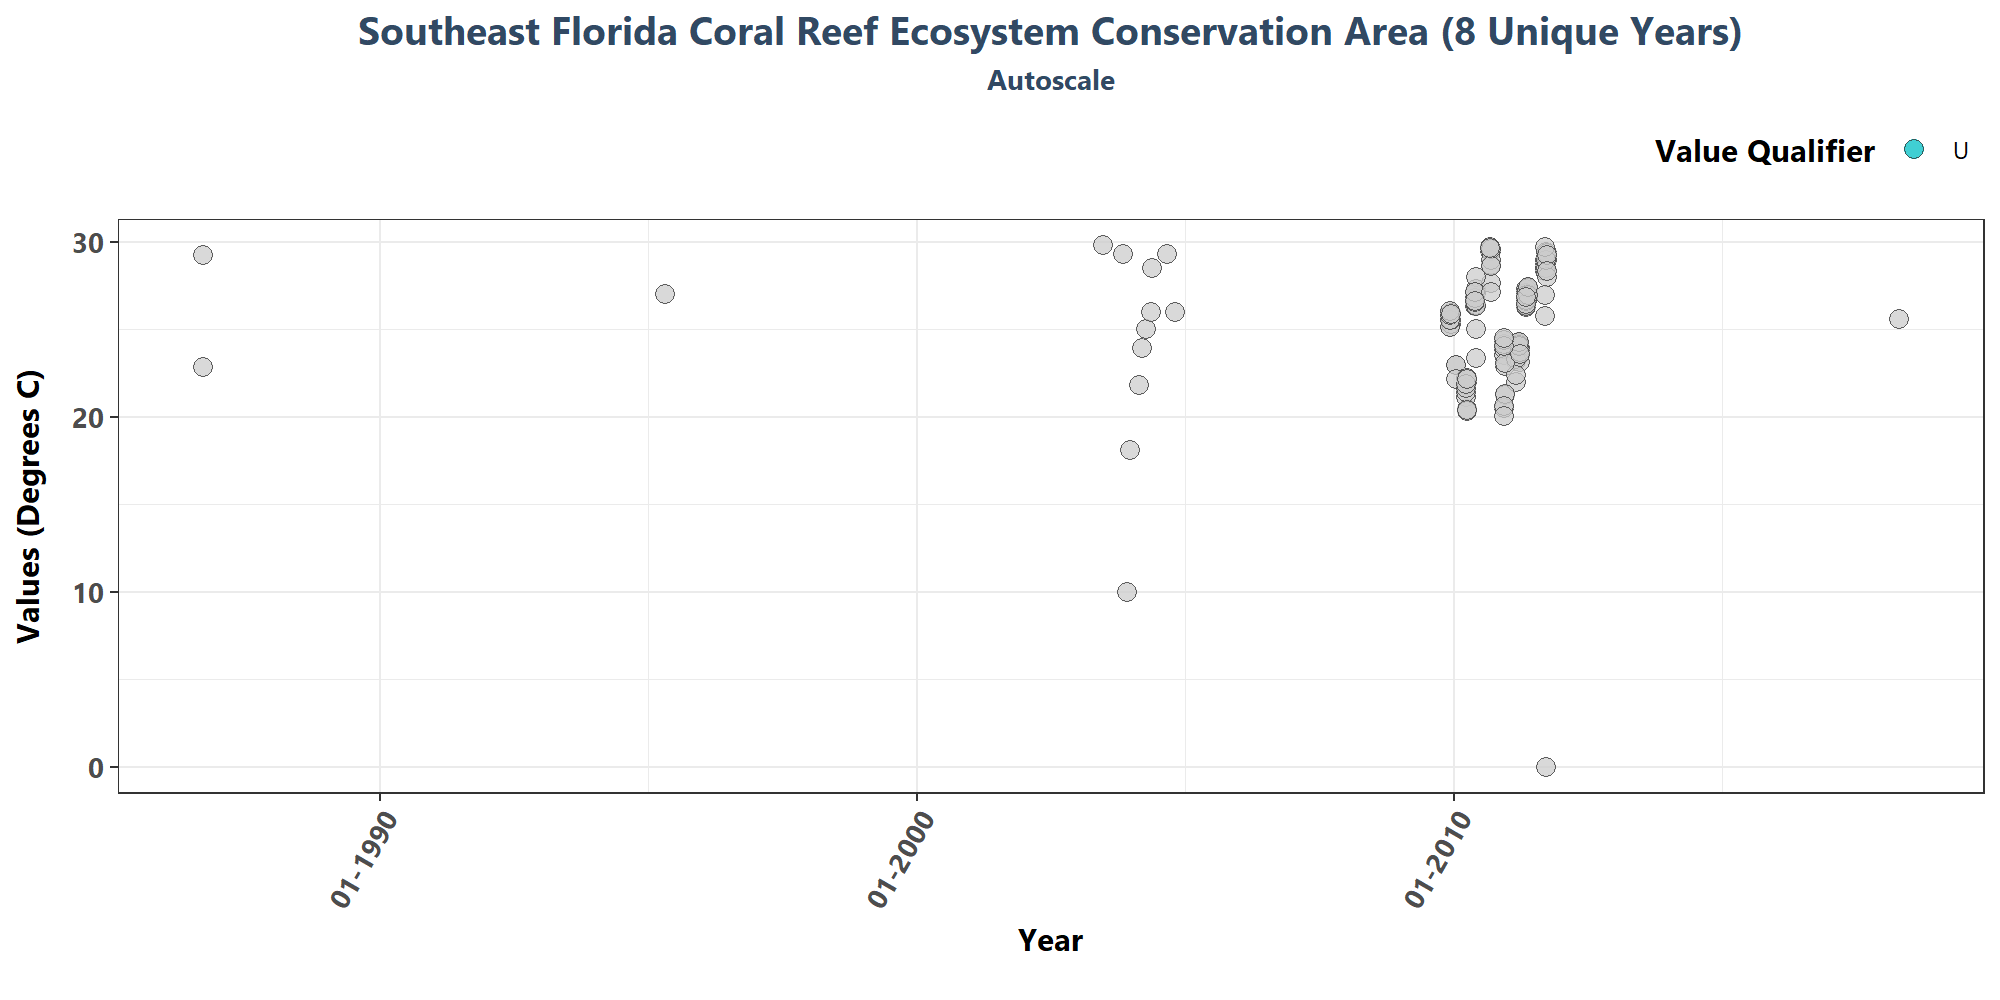 Southeast Florida Coral Reef Ecosystem Conservation Area (8 Unique Years)
Autoscale
Value Qualifier U
Values (Degrees C)
30
20
10
0
01-1990
01-2000
01-2010
Year